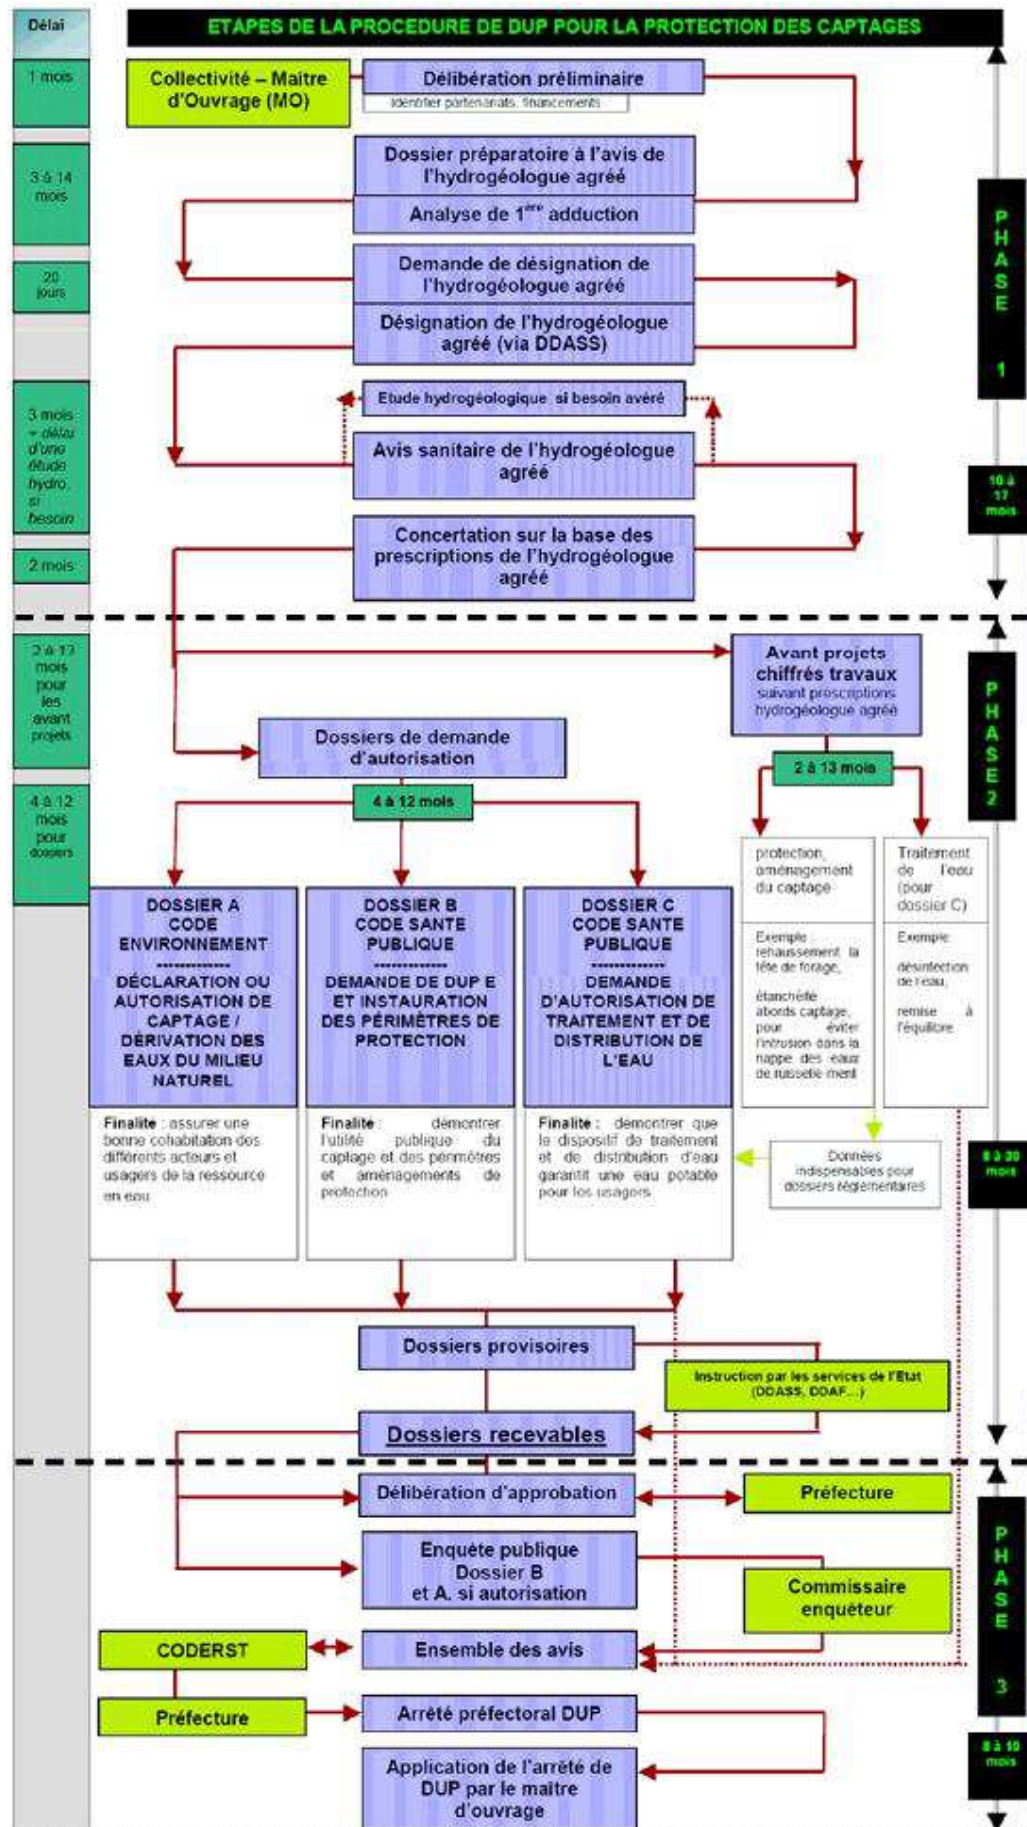 Délai
ETAPES DE LA PROCEDURE DE DUP POUR LA PROTECTION DES CAPTAGES
1 mois
Collectivité – Maître
d'Ouvrage (MO)
Délibération préliminaire
Identifier partenariats, financements
3 à 14
mois
Dossier préparatoire à l'avis de
l'hydrogéologue agréé
Analyse de 1ère adduction
20
jours
Demande de désignation de
l'hydrogéologue agréé
Désignation de l'hydrogéologue
agréé (via DDASS)
PHASE
1
3 mois
+ délai
d'une
étude
hydro,
si
besoin
Etude hydrogéologique si besoin avéré
Avis sanitaire de l'hydrogéologue
agréé
10 à
17
mois
2 mois
Concertation sur la base des
prescriptions de l'hydrogéologue
agréé
2 à 13
mois
pour
les
avant
projets
Avant projets
chiffrés travaux
suivant prescriptions
hydrogéologue agréé
PHASE 2
Dossiers de demande
d'autorisation
2 à 13 mois
4 à 12
mois
pour
dossiers
4 à 12 mois
protection,
aménagement
du captage
Traitement
de l'eau
(pour
dossier C)
DOSSIER A
CODE
ENVIRONNEMENT
-------------
DÉCLARATION OU
AUTORISATION DE
CAPTAGE /
DÉRIVATION DES
EAUX DU MILIEU
NATUREL
DOSSIER B
CODE SANTE
PUBLIQUE
-------------
DEMANDE DE DUP E
ET INSTAURATION
DES PÉRIMÈTRES DE
PROTECTION
DOSSIER C
CODE SANTE
PUBLIQUE
-------------
DEMANDE
D'AUTORISATION DE
TRAITEMENT ET DE
DISTRIBUTION DE
L'EAU
Exemple :
rehaussement la
tête de forage,
étanchéité
abords captage,
pour éviter
l'intrusion dans la
nappe des eaux
de ruisselle ment
Exemple:
désinfection
de l'eau,
remise à
l'équilibre
Finalité : assurer une
bonne cohabitation des
différents acteurs et
usagers de la ressource
en eau
Finalité : démontrer
l'utilité publique du
captage et des périmètres
et aménagements de
protection
Finalité : démontrer que
le dispositif de traitement
et de distribution d'eau
garantit une eau potable
pour les usagers
Données
indispensables pour
dossiers réglementaires
à 20
mois
Dossiers provisoires
Instruction par les services de l'Etat
(DDASS, DDAF…)
Dossiers recevables
Délibération d'approbation
Préfecture
Enquête publique
Dossier B
et A. si autorisation
Commissaire
enquêteur
PHASE
3
CODERST
Ensemble des avis
Préfecture
Arrêté préfectoral DUP
8 à 10
mois
Application de l'arrêté de
DUP par le maître
d'ouvrage